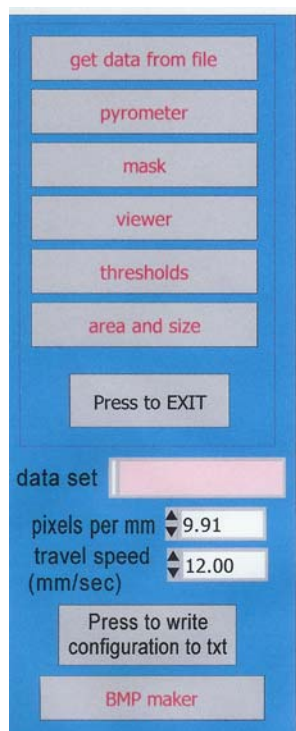 get data from file
pyrometer
mask
viewer
thresholds
area and size
Press to EXIT
data set
pixels per mm 9.91
travel speed 12.00
(mm/sec)
Press to write
configuration to txt
BMP maker